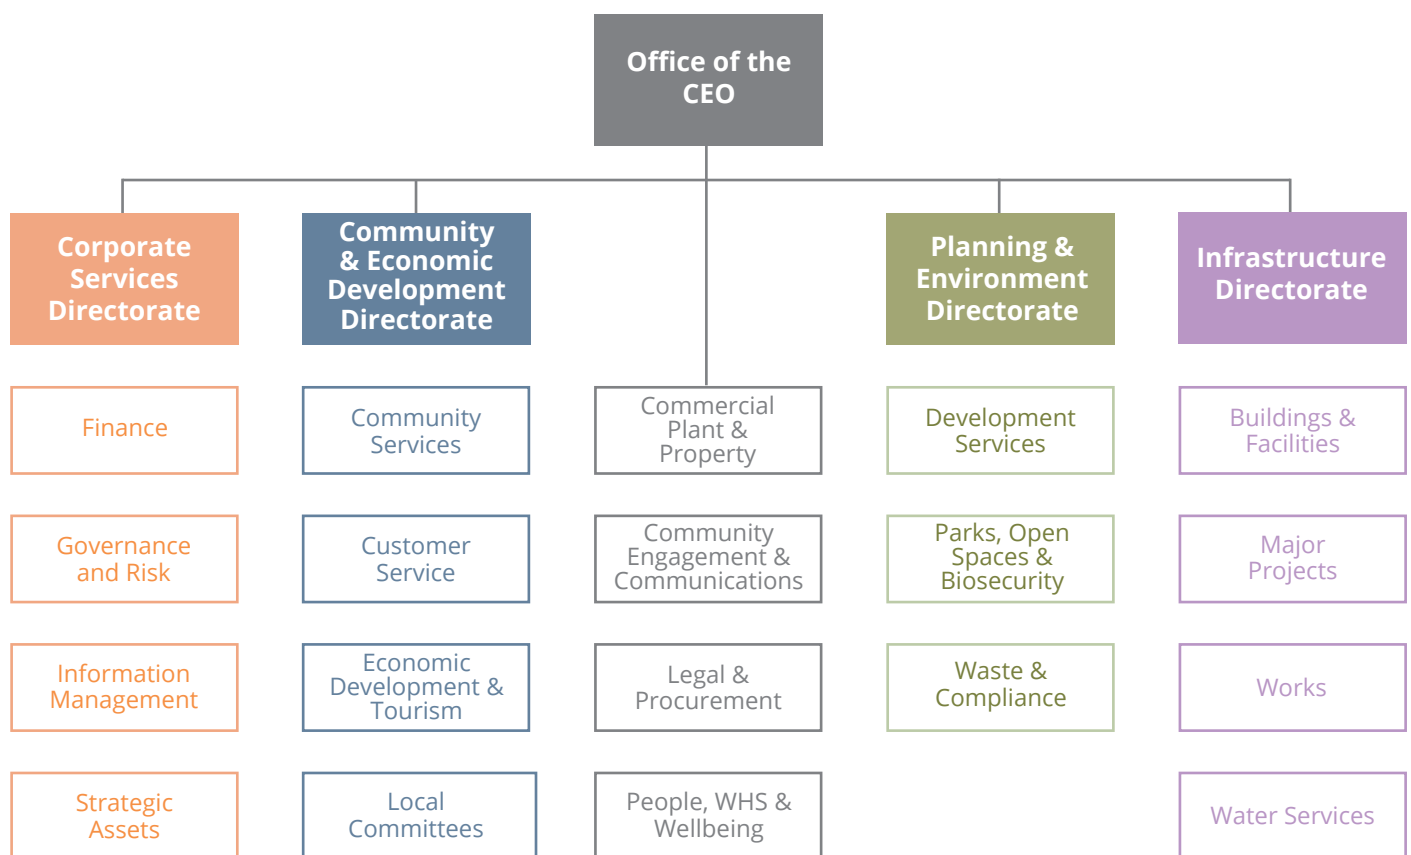 Office of the
CEO
Corporate
Services
Directorate
Community
& Economic
Development
Directorate
Planning &
Environment
Directorate
Infrastructure
Directorate
Finance
Community
Services
Commercial
Plant &
Property
Development
Services
Buildings &
Facilities
Governance
and Risk
Customer
Service
Community
Engagement &
Communications
Parks, Open
Spaces &
Biosecurity
Major
Projects
Information
Management
Economic
Development &
Tourism
Legal &
Procurement
Waste &
Compliance
Works
Strategic
Assets
Local
Committees
People, WHS &
Wellbeing
Water Services